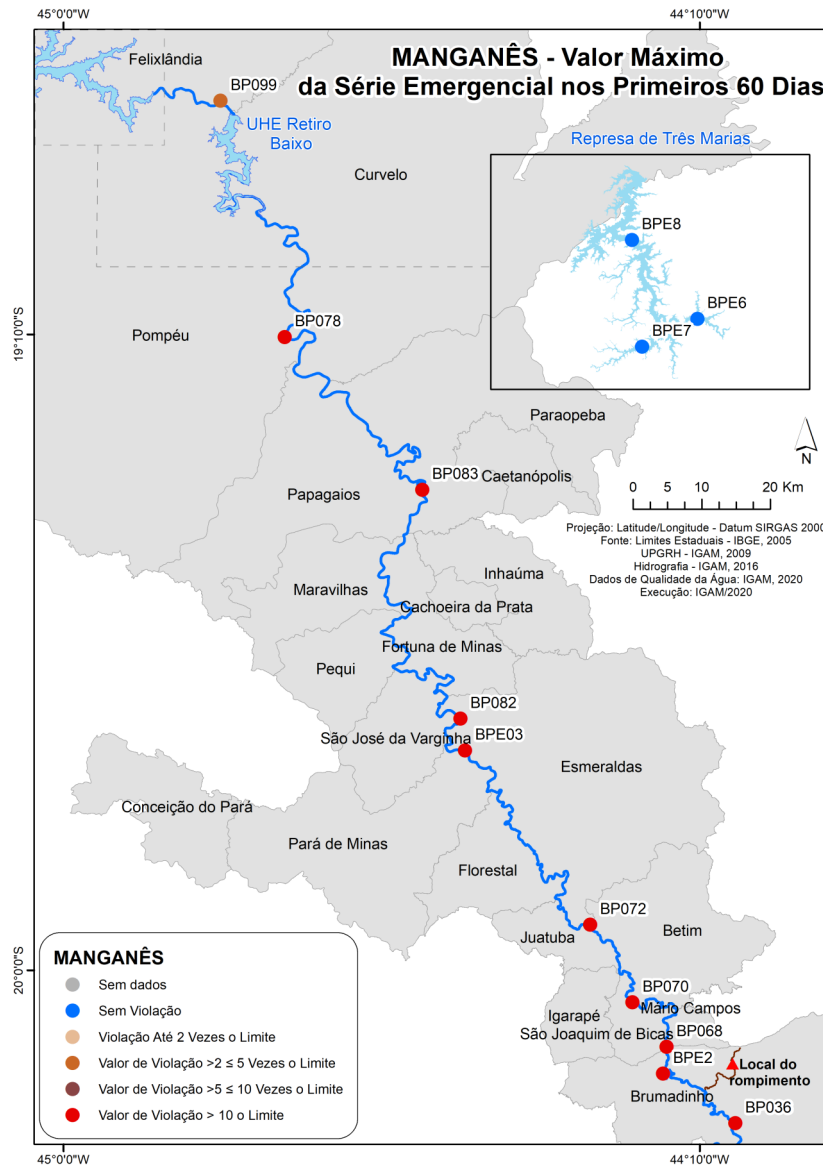 45°0'0"W
44°10'0"W
MANGANÊS - Valor Máximo
da Série Emergencial nos Primeiros 60 Dias
Felixlândia
BP099
UHE Retiro
Baixo
Represa de Três Marias
Curvelo
BPE8
BPE6
BPE7
19°10'0"S
Pompéu
BP078
Paraopeba
N
BP083
Caetanópolis
0 5 10 20 Km
Papagaios
Projeção: Latitude/Longitude - Datum SIRGAS 2000
Fonte: Limites Estaduais - IBGE, 2005
UPGRH - IGAM, 2009
Hidrografia - IGAM, 2016
Dados de Qualidade da Água: IGAM, 2020
Execução: IGAM/2020
Inhaúma
Maravilhas
Cachoeira da Prata
Fortuna de Minas
Pequi
BP082
São José da Varginha
BPE03
Esmeraldas
Conceição do Pará
Pará de Minas
Florestal
BP072
Juatuba
Betim
20°0'0"S
MANGANÊS
Sem dados
Sem Violação
Violação Até 2 Vezes o Limite
Valor de Violação >2 ≤ 5 Vezes o Limite
Valor de Violação >5 ≤ 10 Vezes o Limite
Valor de Violação > 10 o Limite
BP070
Mário Campos
Igarapé
São Joaquim de Bicas
BP068
BPE2
Local do
rompimento
Brumadinho
BP036
45°0'0"W
44°10'0"W